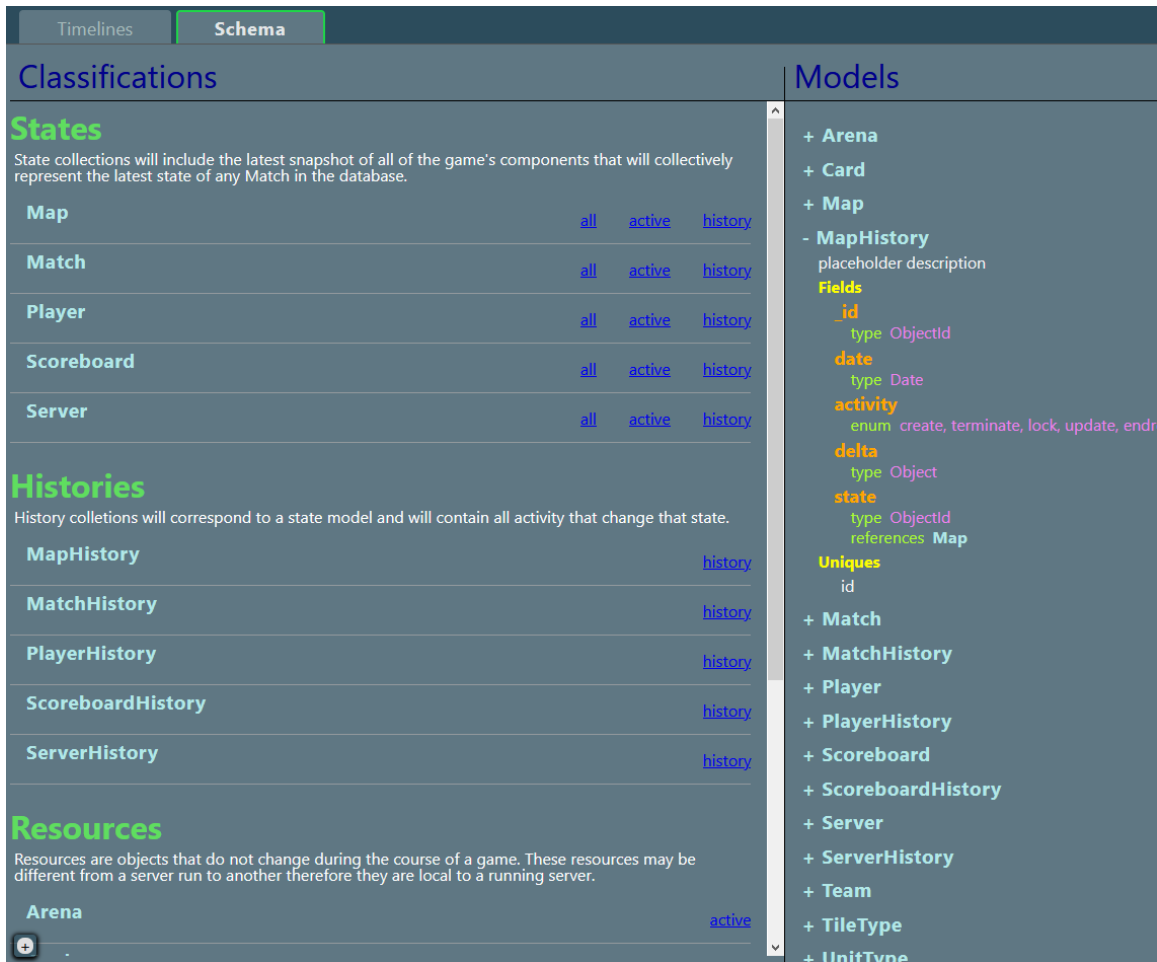 Timelines
Schema
Classifications
States
State collections will include the latest snapshot of all of the game's components that will collectively
represent the latest state of any Match in the database.
Map all active history
Match all active history
Player all active history
Scoreboard all active history
Server all active history
Histories
History colletions will correspond to a state model and will contain all activity that change that state.
MapHistory history
MatchHistory history
PlayerHistory history
ScoreboardHistory history
ServerHistory history
Resources
Resources are objects that do not change during the course of a game. These resources may be
different from a server run to another therefore they are local to a running server.
Arena active
+
Models
+ Arena
+ Card
+ Map
- MapHistory
placeholder description
Fields
_id
type ObjectId
date
type Date
activity
enum create, terminate, lock, update, endr
delta
type Object
state
type ObjectId
references Map
Uniques
id
+ Match
+ MatchHistory
+ Player
+ PlayerHistory
+ Scoreboard
+ ScoreboardHistory
+ Server
+ ServerHistory
+ Team
+ TileType
+ UnitType